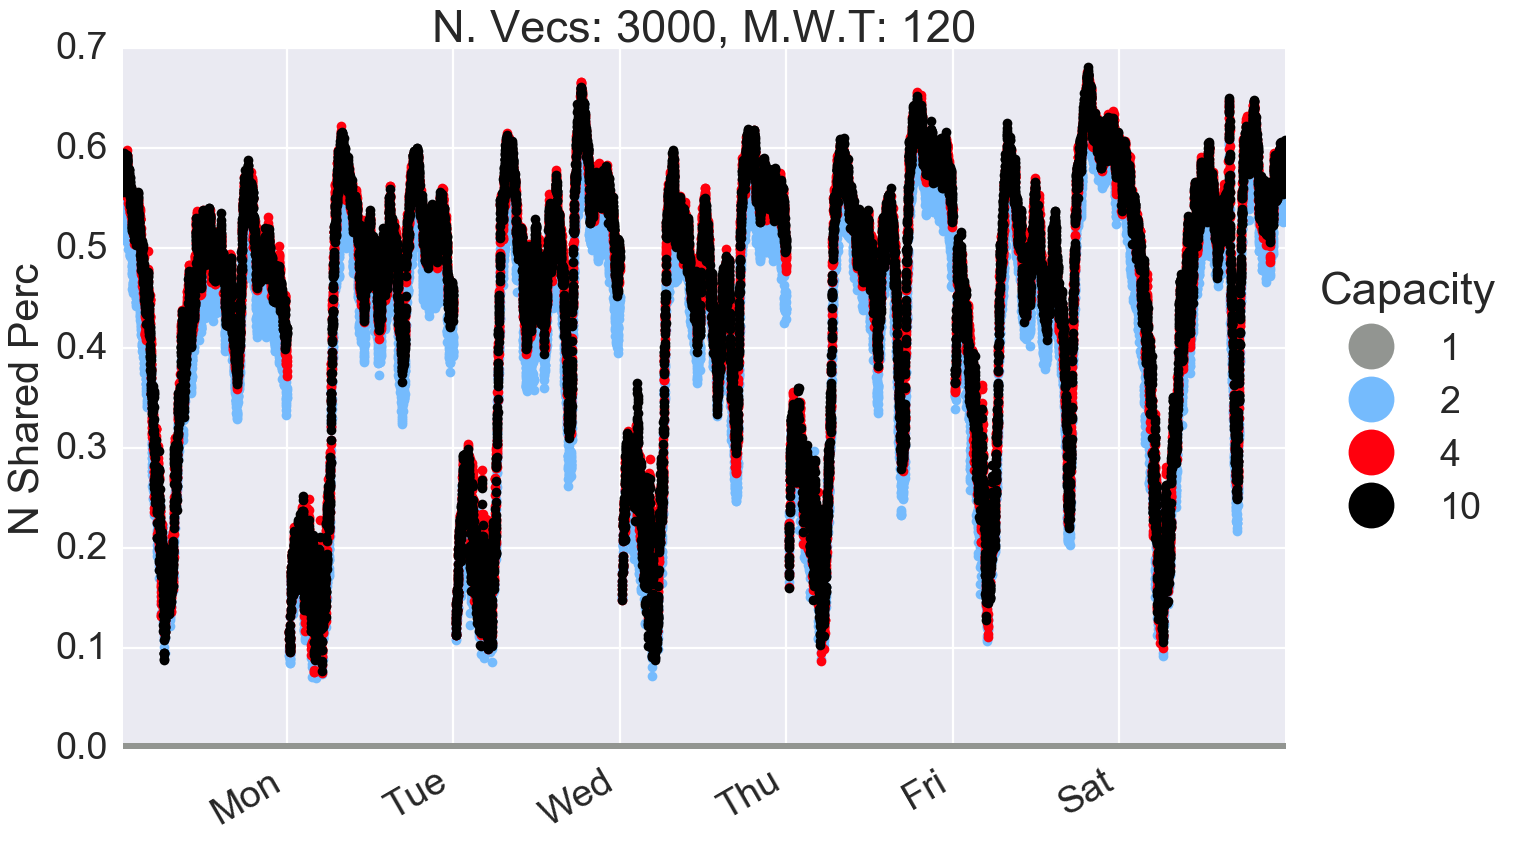 N. Vecs: 3000, M.W.T: 120
0.7
0.6
0.5
0.4
0.3
0.2
0.1
0.0
N Shared Perc
Mon
Tue
Wed
Thu
Fri
Sat
Capacity
1
2
4
10